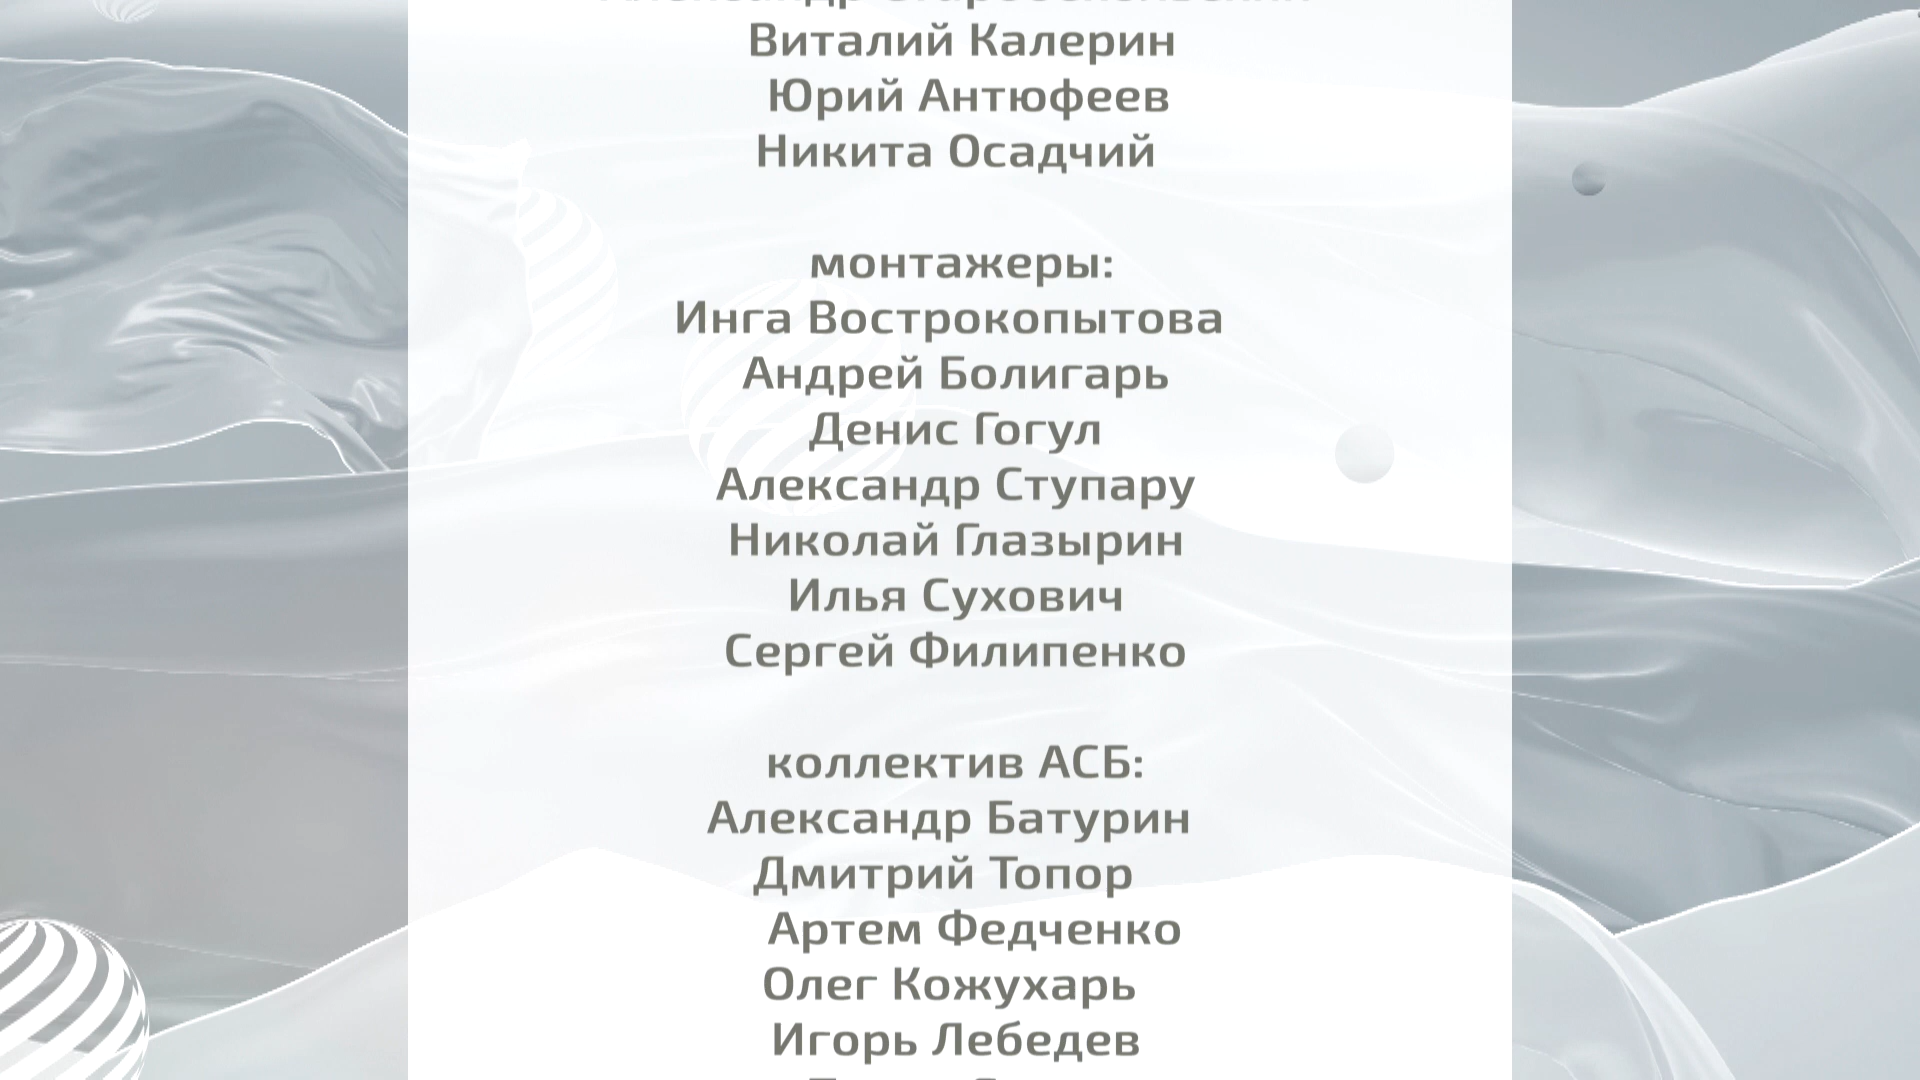 Виталий Калерин
Юрий Антюфеев
Никита Осадчий
монтажеры:
Инга Вострокопытова
Андрей Болигарь
Денис Гогул
Александр Ступару
Николай Глазырин
Илья Сухович
Сергей Филипенко
коллектив АСБ:
Александр Батурин
Дмитрий Топор
Артем Федченко
Олег Кожухарь
Игорь Лебедев